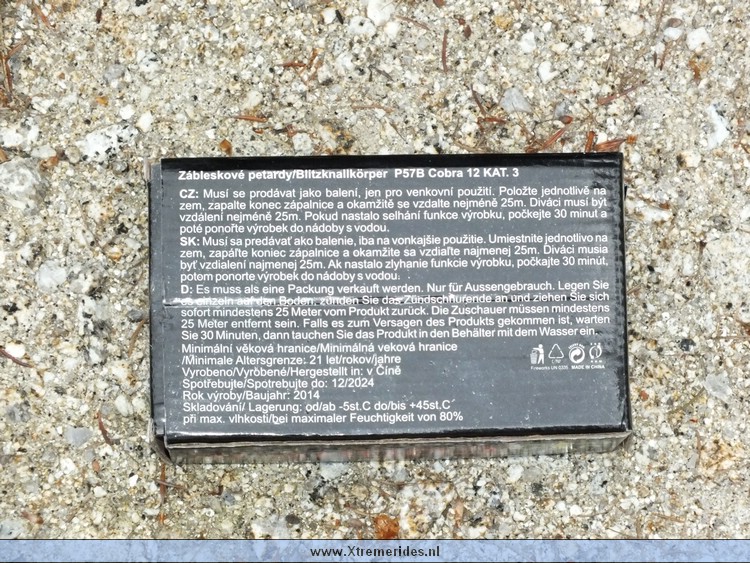 Zábleskové petardy/Blitzknallkörper P57B Cobra 12 KAT. 3
CZ: Musí se prodávat jako balení, jen pro venkovní použití. Položte jednotlivě na
zem, zapalte konec zápalnice a okamžitě se vzdalte nejméně 25m. Diváci musí být
vzdálení nejméně 25m. Pokud nastalo selhání funkce výrobku, počkejte 30 minut a
poté ponořte výrobek do nádoby s vodou.
SK: Musí sa predávať ako balenie, iba na vonkajšie použitie. Umiestnite jednotlivo na
zem, zapáľte koniec zápalnice a okamžite sa vzdiaľte najmenej 25m. Diváci musia
byť vzdialení najmenej 25m. Ak nastalo zlyhanie funkcie výrobku, počkajte 30 minút,
potom ponorte výrobek do nádoby s vodou.
D: Es muss als eine Packung verkauft werden. Nur für Aussengebrauch. Legen Sie
es einzeln auf den Boden, zünden Sie das Zündschnurende an und ziehen Sie sich
sofort mindestens 25 Meter vom Produkt zurück. Die Zuschauer müssen mindestens
25 Meter entfernt sein. Falls es zum Versagen des Produkts gekommen ist, warten
Sie 30 Minuten, dann tauchen Sie das Produkt in den Behälter mit dem Wasser ein.
Minimální věková hranice/Minimálná veková hranice
/Minimale Altersgrenze: 21 let/rokov/jahre
Vyrobeno/Vyrôbené/Hergestellt in: v Číně
Spotřebujte/Spotrebujte do: 12/2024
Rok výroby/Baujahr: 2014
Skladování/ Lagerung: od/ab -5st.C do/bis +45st.C
při max. vlhkosti/bei maximaler Feuchtigkeit von 80%
Fireworks UN 0335 MADE IN CHINA
www.Xtremerides.nl